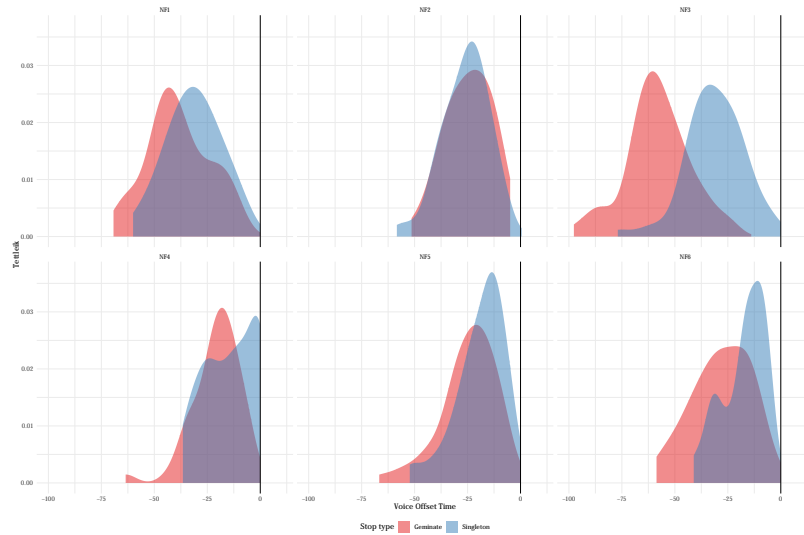 NF1 NF2 NF3
0.03
0.02
0.01
0.00
Tettleik
NF4 NF5 NF6
0.03
0.02
0.01
0.00
−100 −75 −50 −25 0 −100 −75 −50 −25 0 −100 −75 −50 −25 0
Voice Offset Time
Stop type Geminate Singleton